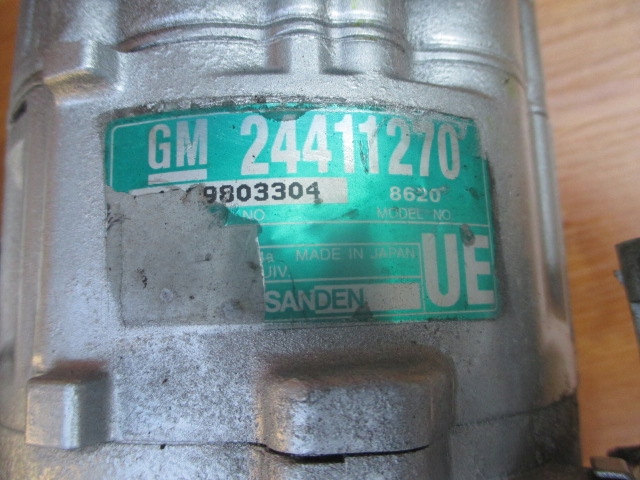 GM 24411270
9803304 8620
NO MODEL NO.
MADE IN JAPAN
UIV.
SANDEN UE